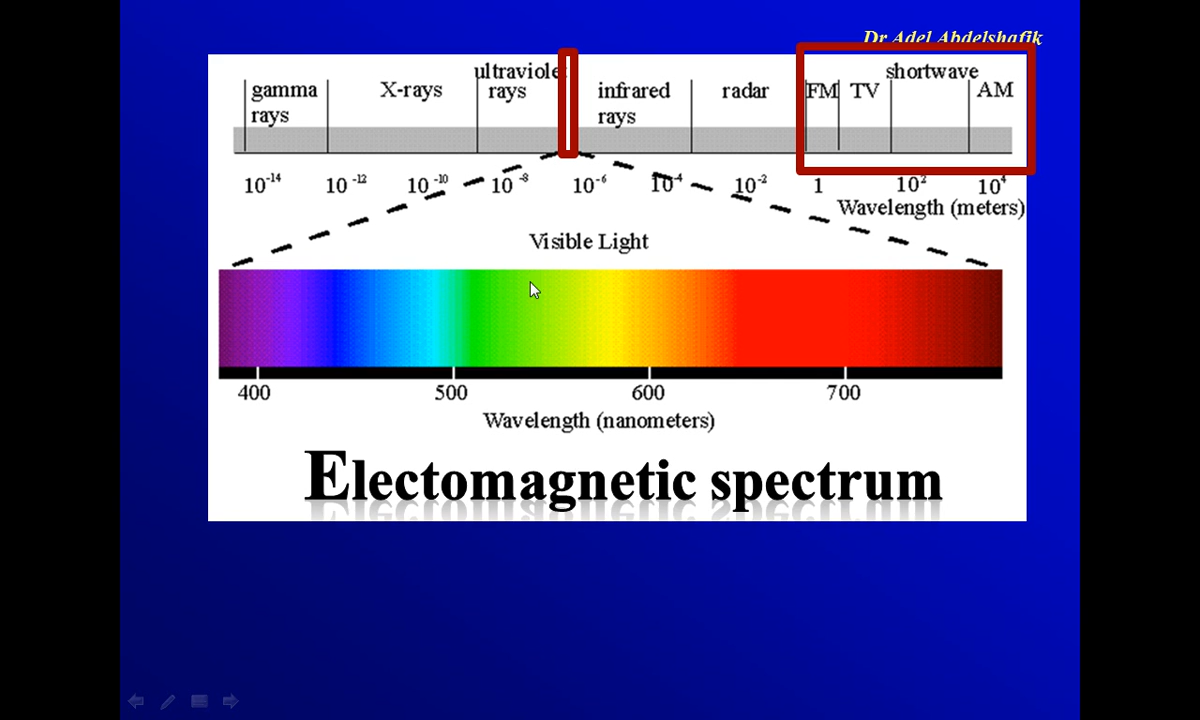 Dr Adel Abdelshafik
ultraviolet shortwave
gamma X-rays rays infrared radar FM TV AM
rays rays
10-14 10 -12 10 -10 10 -8 10-6 10-4 10-2 1 102 104
Wavelength (meters)
Visible Light
400 500 600 700
Wavelength (nanometers)
Electomagnetic spectrum